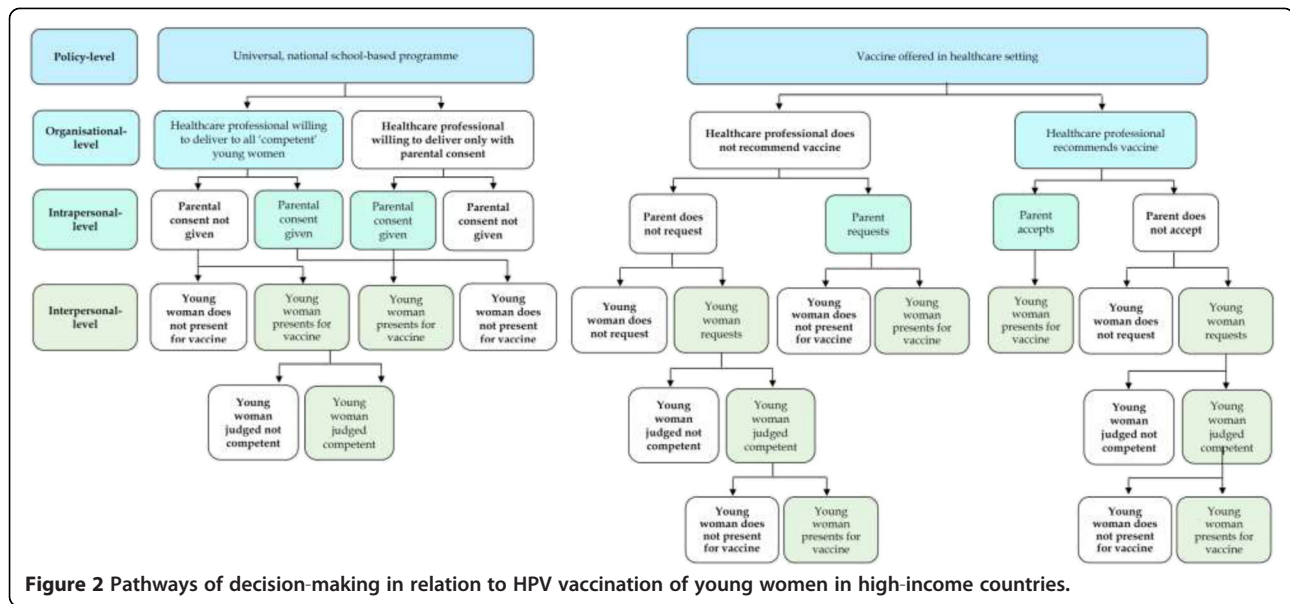 Policy-level
Universal, national school-based programme
Vaccine offered in healthcare setting
Organisational-
level
Healthcare professional willing
to deliver to all 'competent'
young women
Healthcare professional
willing to deliver only with
parental consent
Healthcare professional does
not recommend vaccine
Healthcare professional
recommends vaccine
Intrapersonal-
level
Parental
consent not
given
Parental
consent
given
Parental
consent
given
Parental
consent not
given
Parent does
not request
Parent
requests
Parent
accepts
Parent does
not accept
Interpersonal-
level
Young
woman does
not present
for vaccine
Young
woman
presents for
vaccine
Young
woman
presents for
vaccine
Young
woman does
not present
for vaccine
Young
woman does
not request
Young
woman
requests
Young
woman does
not present
for vaccine
Young
woman
presents for
vaccine
Young
woman
presents for
vaccine
Young
woman does
not request
Young
woman
requests
Young
woman
judged not
competent
Young
woman
judged
competent
Young
woman
judged not
competent
Young
woman
judged
competent
Young
woman
judged not
competent
Young
woman
judged
competent
Young
woman does
not present
for vaccine
Young
woman
presents for
vaccine
Young
woman does
not present
for vaccine
Young
woman
presents for
vaccine
Figure 2 Pathways of decision-making in relation to HPV vaccination of young women in high-income countries.